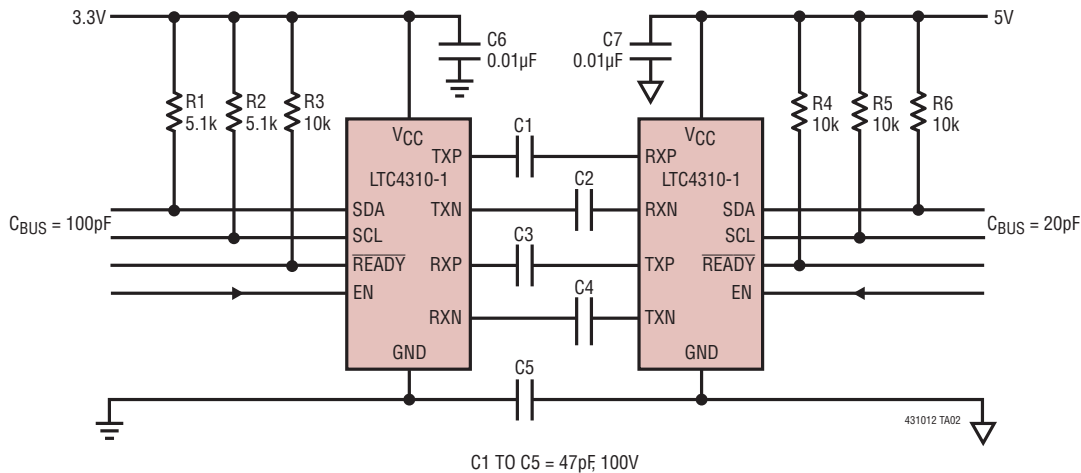 3.3V
5V
C6
0.01µF
C7
0.01µF
R1
5.1k
R2
5.1k
R3
10k
R4
10k
R5
10k
R6
10k
VCC
TXP
LTC4310-1
SDA
TXN
SCL
READY
RXP
EN
RXN
GND
C1
C2
C3
C4
C5
VCC
RXP
LTC4310-1
RXN
SDA
SCL
TXP
READY
EN
TXN
GND
CBUS = 100pF
CBUS = 20pF
431012 TA02
C1 TO C5 = 47pF, 100V